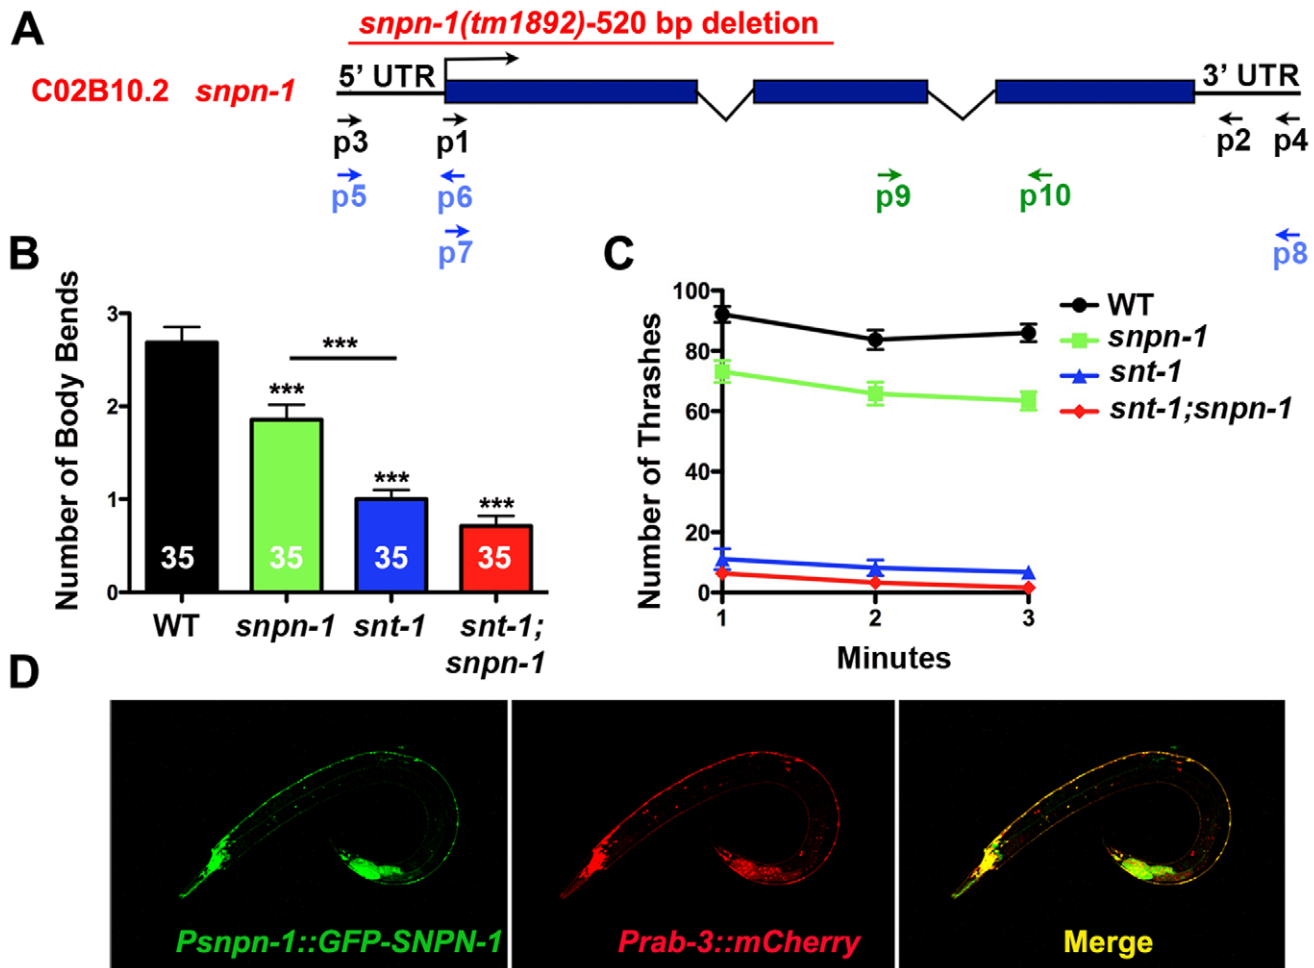 A
snpn-1(tm1892)-520 bp deletion
C02B10.2 snpn-1
5’ UTR
3’ UTR
p3
p1
p2
p4
p5
p6
p9
p10
p7
p8
B
Number of Body Bends
3
2
1
0
***
***
***
***
35
35
35
35
WT
snpn-1
snt-1
snt-1;
snpn-1
C
Number of Thrashes
100
80
60
40
20
0
1
2
3
Minutes
WT
snpn-1
snt-1
snt-1;snpn-1
D
Psnpn-1::GFP-SNPN-1
Prab-3::mCherry
Merge